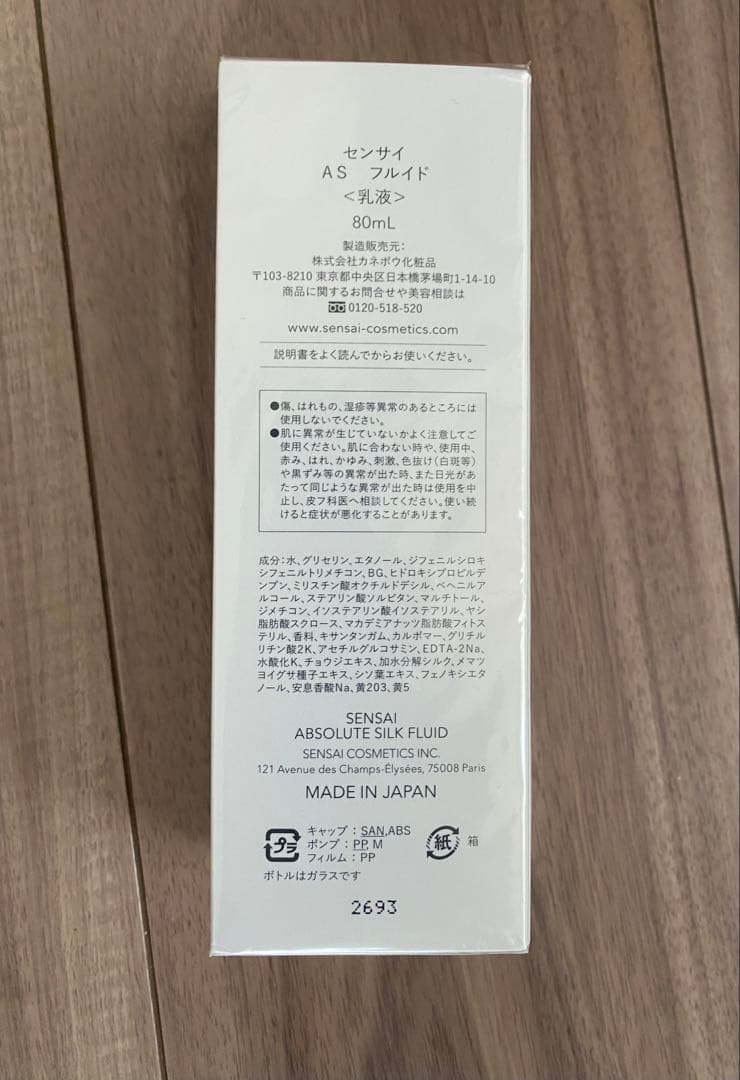 センサイ
AS フルイド
<乳液>
80mL
製造販売元:
株式会社カネボウ化粧品
〒103-8210 東京都中央区日本橋茅場町1-14-10
商品に関するお問合せや美容相談は
0120-518-520
www.sensai-cosmetics.com
説明書をよく読んでからお使いください。
●傷、はれもの、湿疹等異常のあるところには
使用しないでください。
●肌に異常が生じていないかよく注意してご
使用ください。肌に合わない時や、使用中、
赤み、はれ、かゆみ、刺激、色抜け(白斑等)
や黒ずみ等の異常が出た時、また日光があ
たって同じような異常が出た時は使用を中
止し、皮フ科医へ相談してください。使い続
けると症状が悪化することがあります。
成分:水、グリセリン、エタノール、ジフェニルシロキ
シフェニルトリメチコン、BG、ヒドロキシプロピルデ
ンプン、ミリスチン酸オクチルドデシル、ベヘニルア
ルコール、ステアリン酸ソルビタン、マルチトール、
ジメチコン、イソステアリン酸イソステアリル、ヤシ
脂肪酸スクロース、マカデミアナッツ脂肪酸フィトス
テリル、香料、キサンタンガム、カルボマー、グリチル
リチン酸2K、アセチルグルコサミン、EDTA-2Na、
水酸化K、チョウジエキス、加水分解シルク、メマツ
ヨイグサ種子エキス、シソ葉エキス、フェノキシエタ
ノール、安息香酸Na、黄203、黄5
SENSAI
ABSOLUTE SILK FLUID
SENSAI COSMETICS INC.
121 Avenue des Champs-Élysées, 75008 Paris
MADE IN JAPAN
プラ
キャップ:SAN,ABS
ポンプ:PP, M
フィルム:PP
紙
箱
ボトルはガラスです
2693